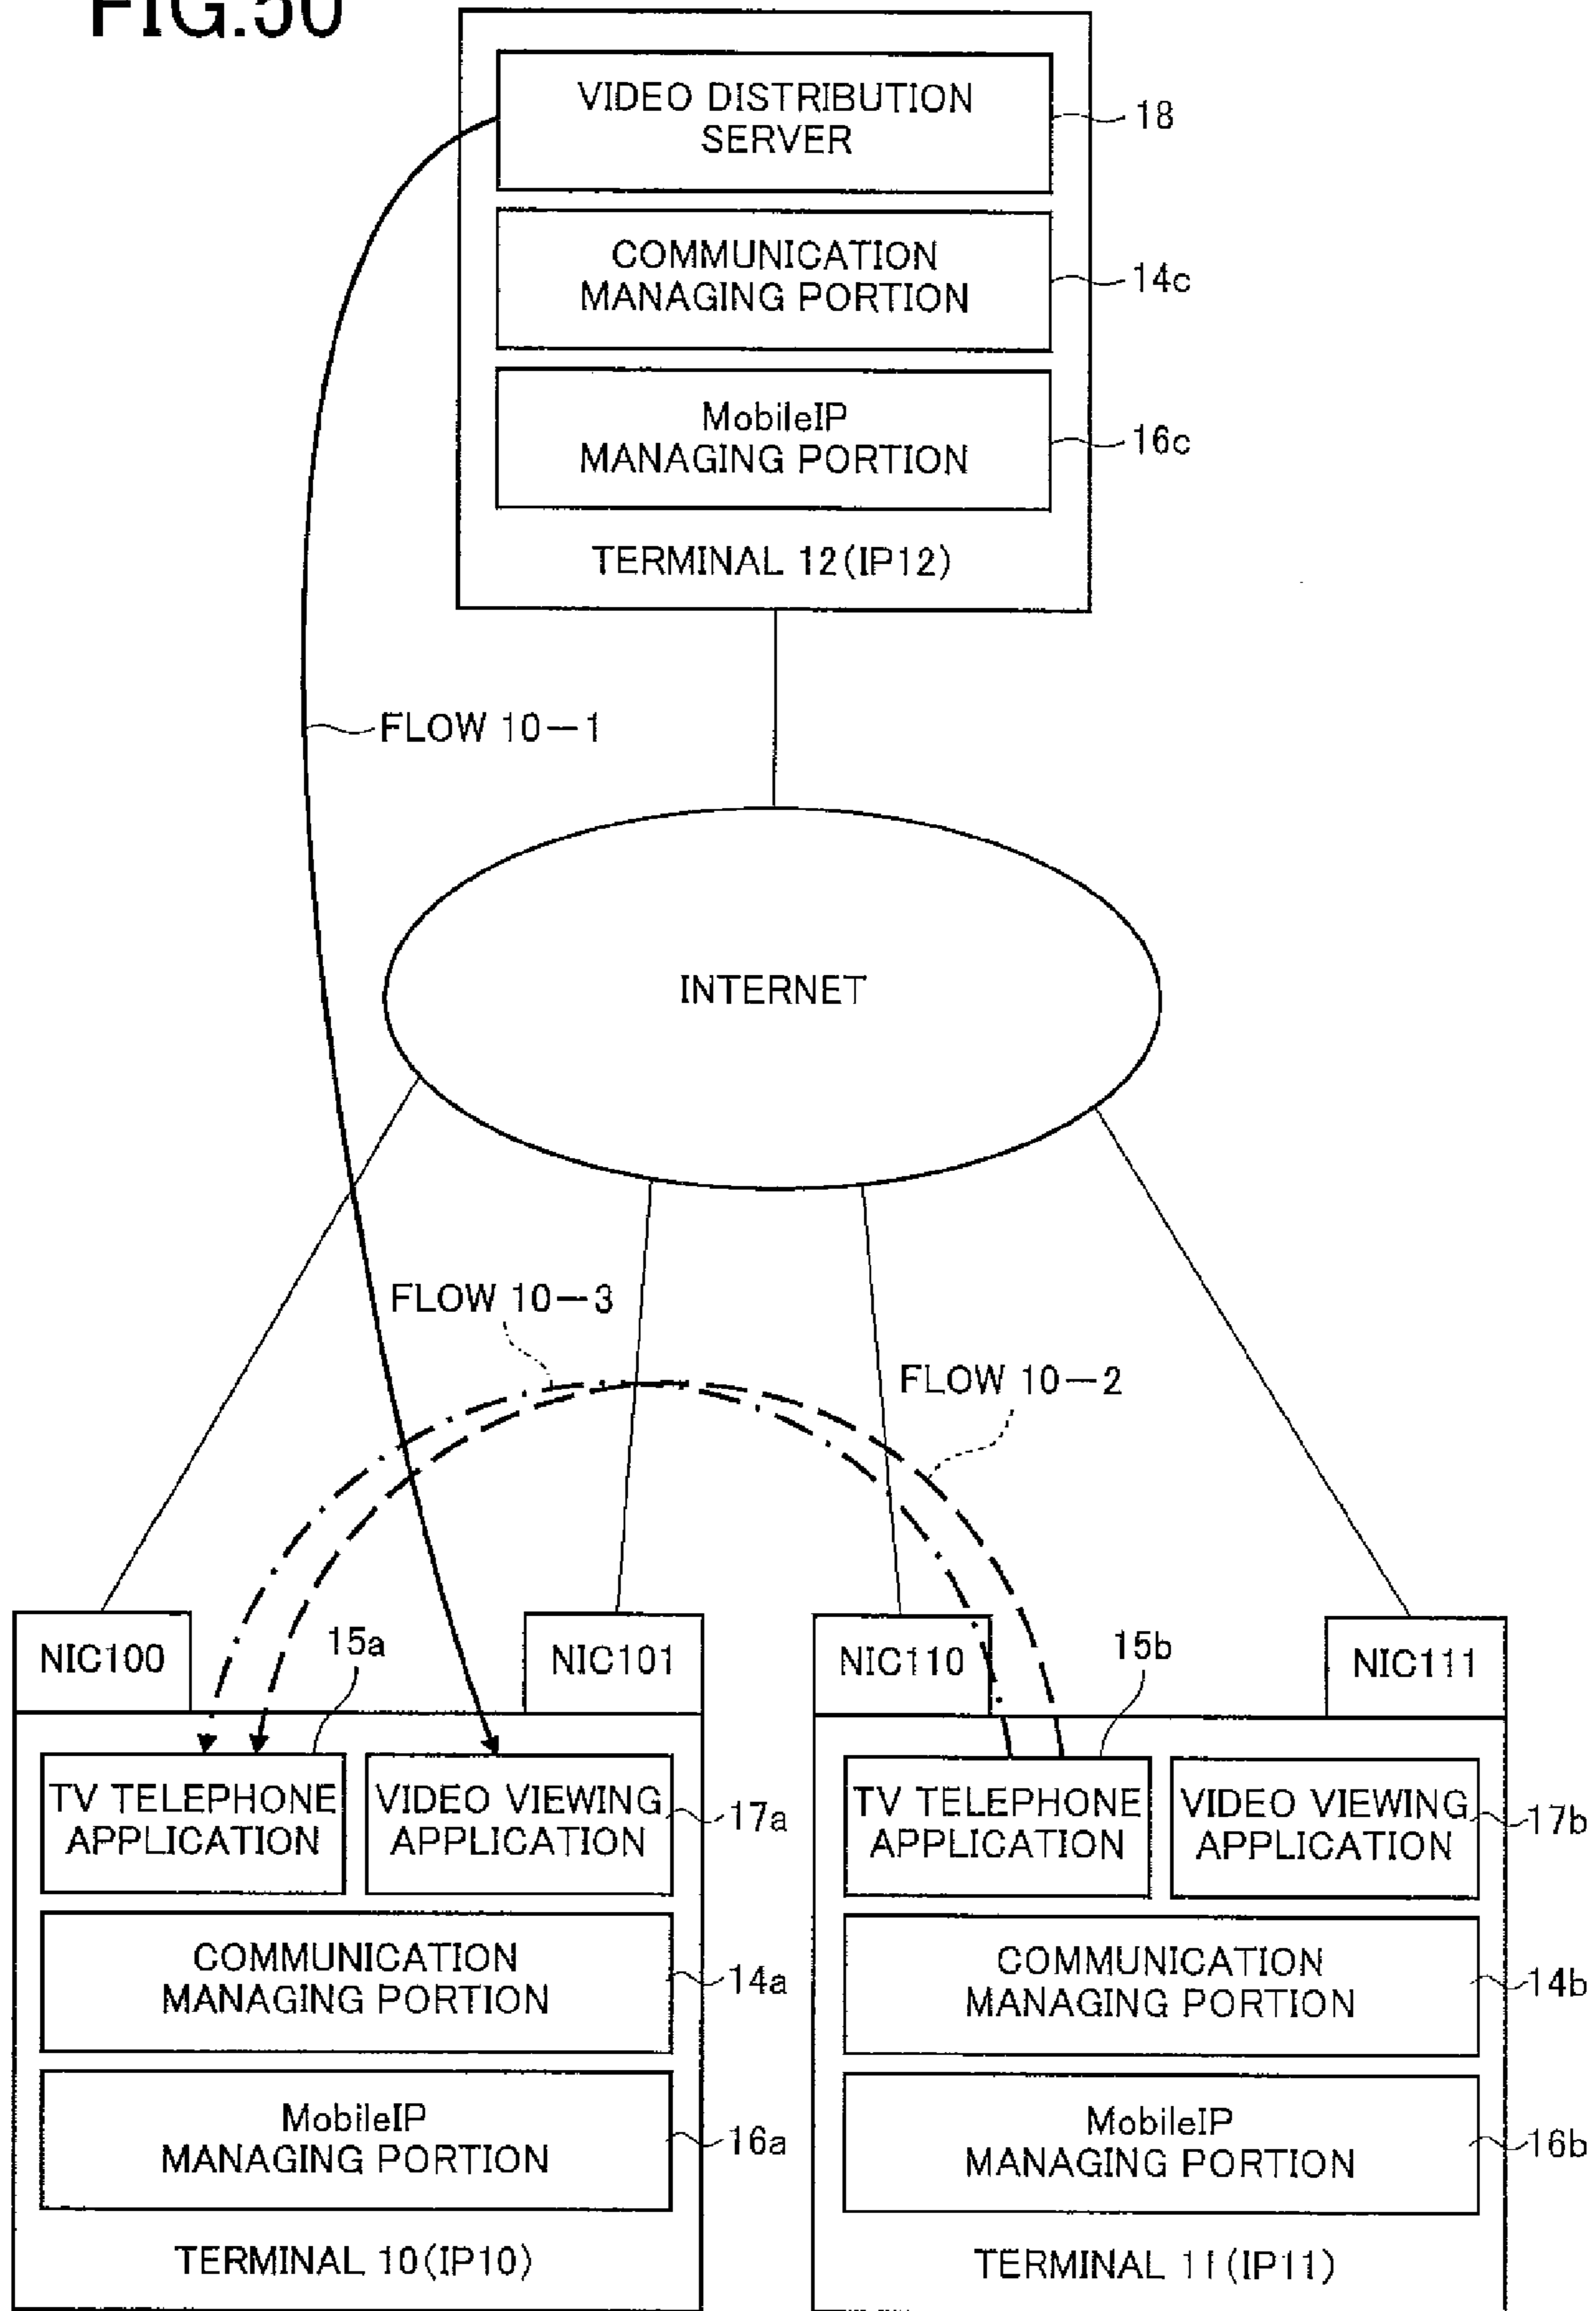 FIG.50
VIDEO DISTRIBUTION
SERVER
18
COMMUNICATION
MANAGING PORTION
14c
MobileIP
MANAGING PORTION
16c
TERMINAL 12(IP12)
FLOW 10-1
INTERNET
FLOW 10-3
FLOW 10-2
NIC100
15a
NIC101
NIC110
15b
NIC111
TV TELEPHONE
APPLICATION
VIDEO VIEWING
APPLICATION
17a
TV TELEPHONE
APPLICATION
VIDEO VIEWING
APPLICATION
17b
COMMUNICATION
MANAGING PORTION
14a
COMMUNICATION
MANAGING PORTION
14b
MobileIP
MANAGING PORTION
16a
MobileIP
MANAGING PORTION
16b
TERMINAL 10(IP10)
TERMINAL 11(IP11)